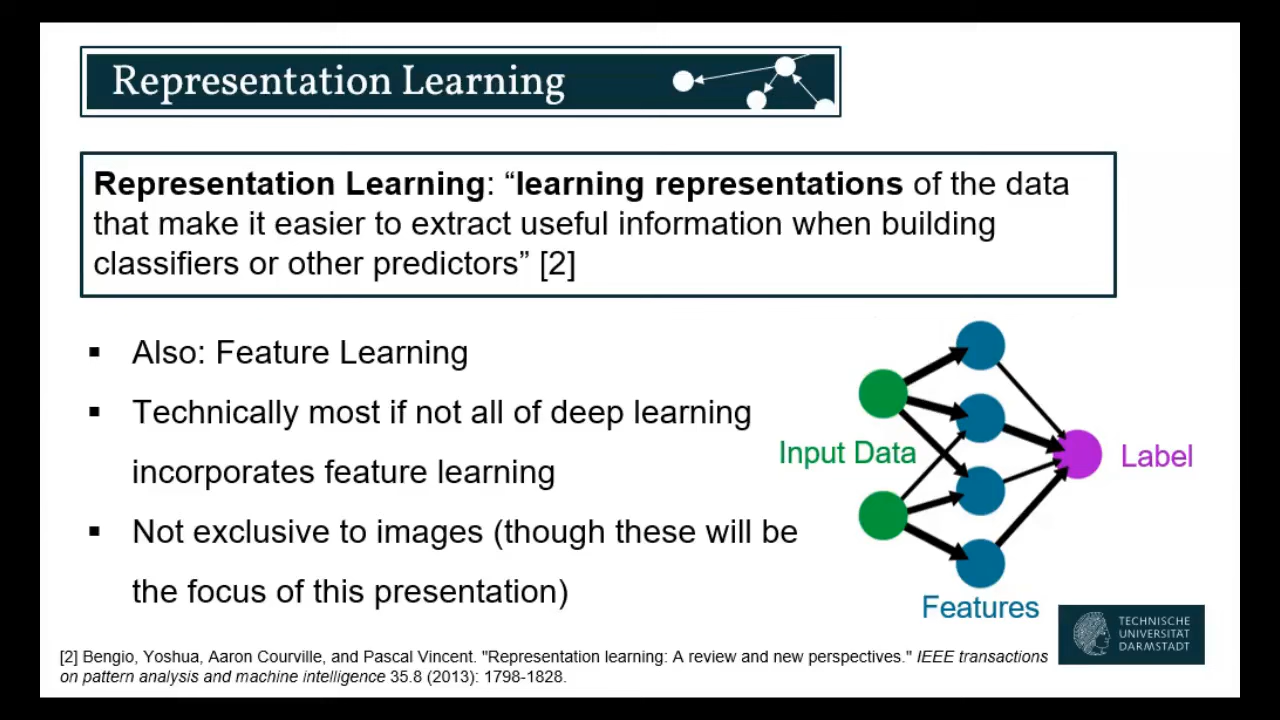 Representation Learning
Representation Learning: “learning representations of the data
that make it easier to extract useful information when building
classifiers or other predictors” [2]
▪ Also: Feature Learning
▪ Technically most if not all of deep learning
incorporates feature learning
▪ Not exclusive to images (though these will be
the focus of this presentation)
Input Data
Label
Features
TECHNISCHE
UNIVERSITÄT
DARMSTADT
[2] Bengio, Yoshua, Aaron Courville, and Pascal Vincent. "Representation learning: A review and new perspectives." IEEE transactions
on pattern analysis and machine intelligence 35.8 (2013): 1798-1828.